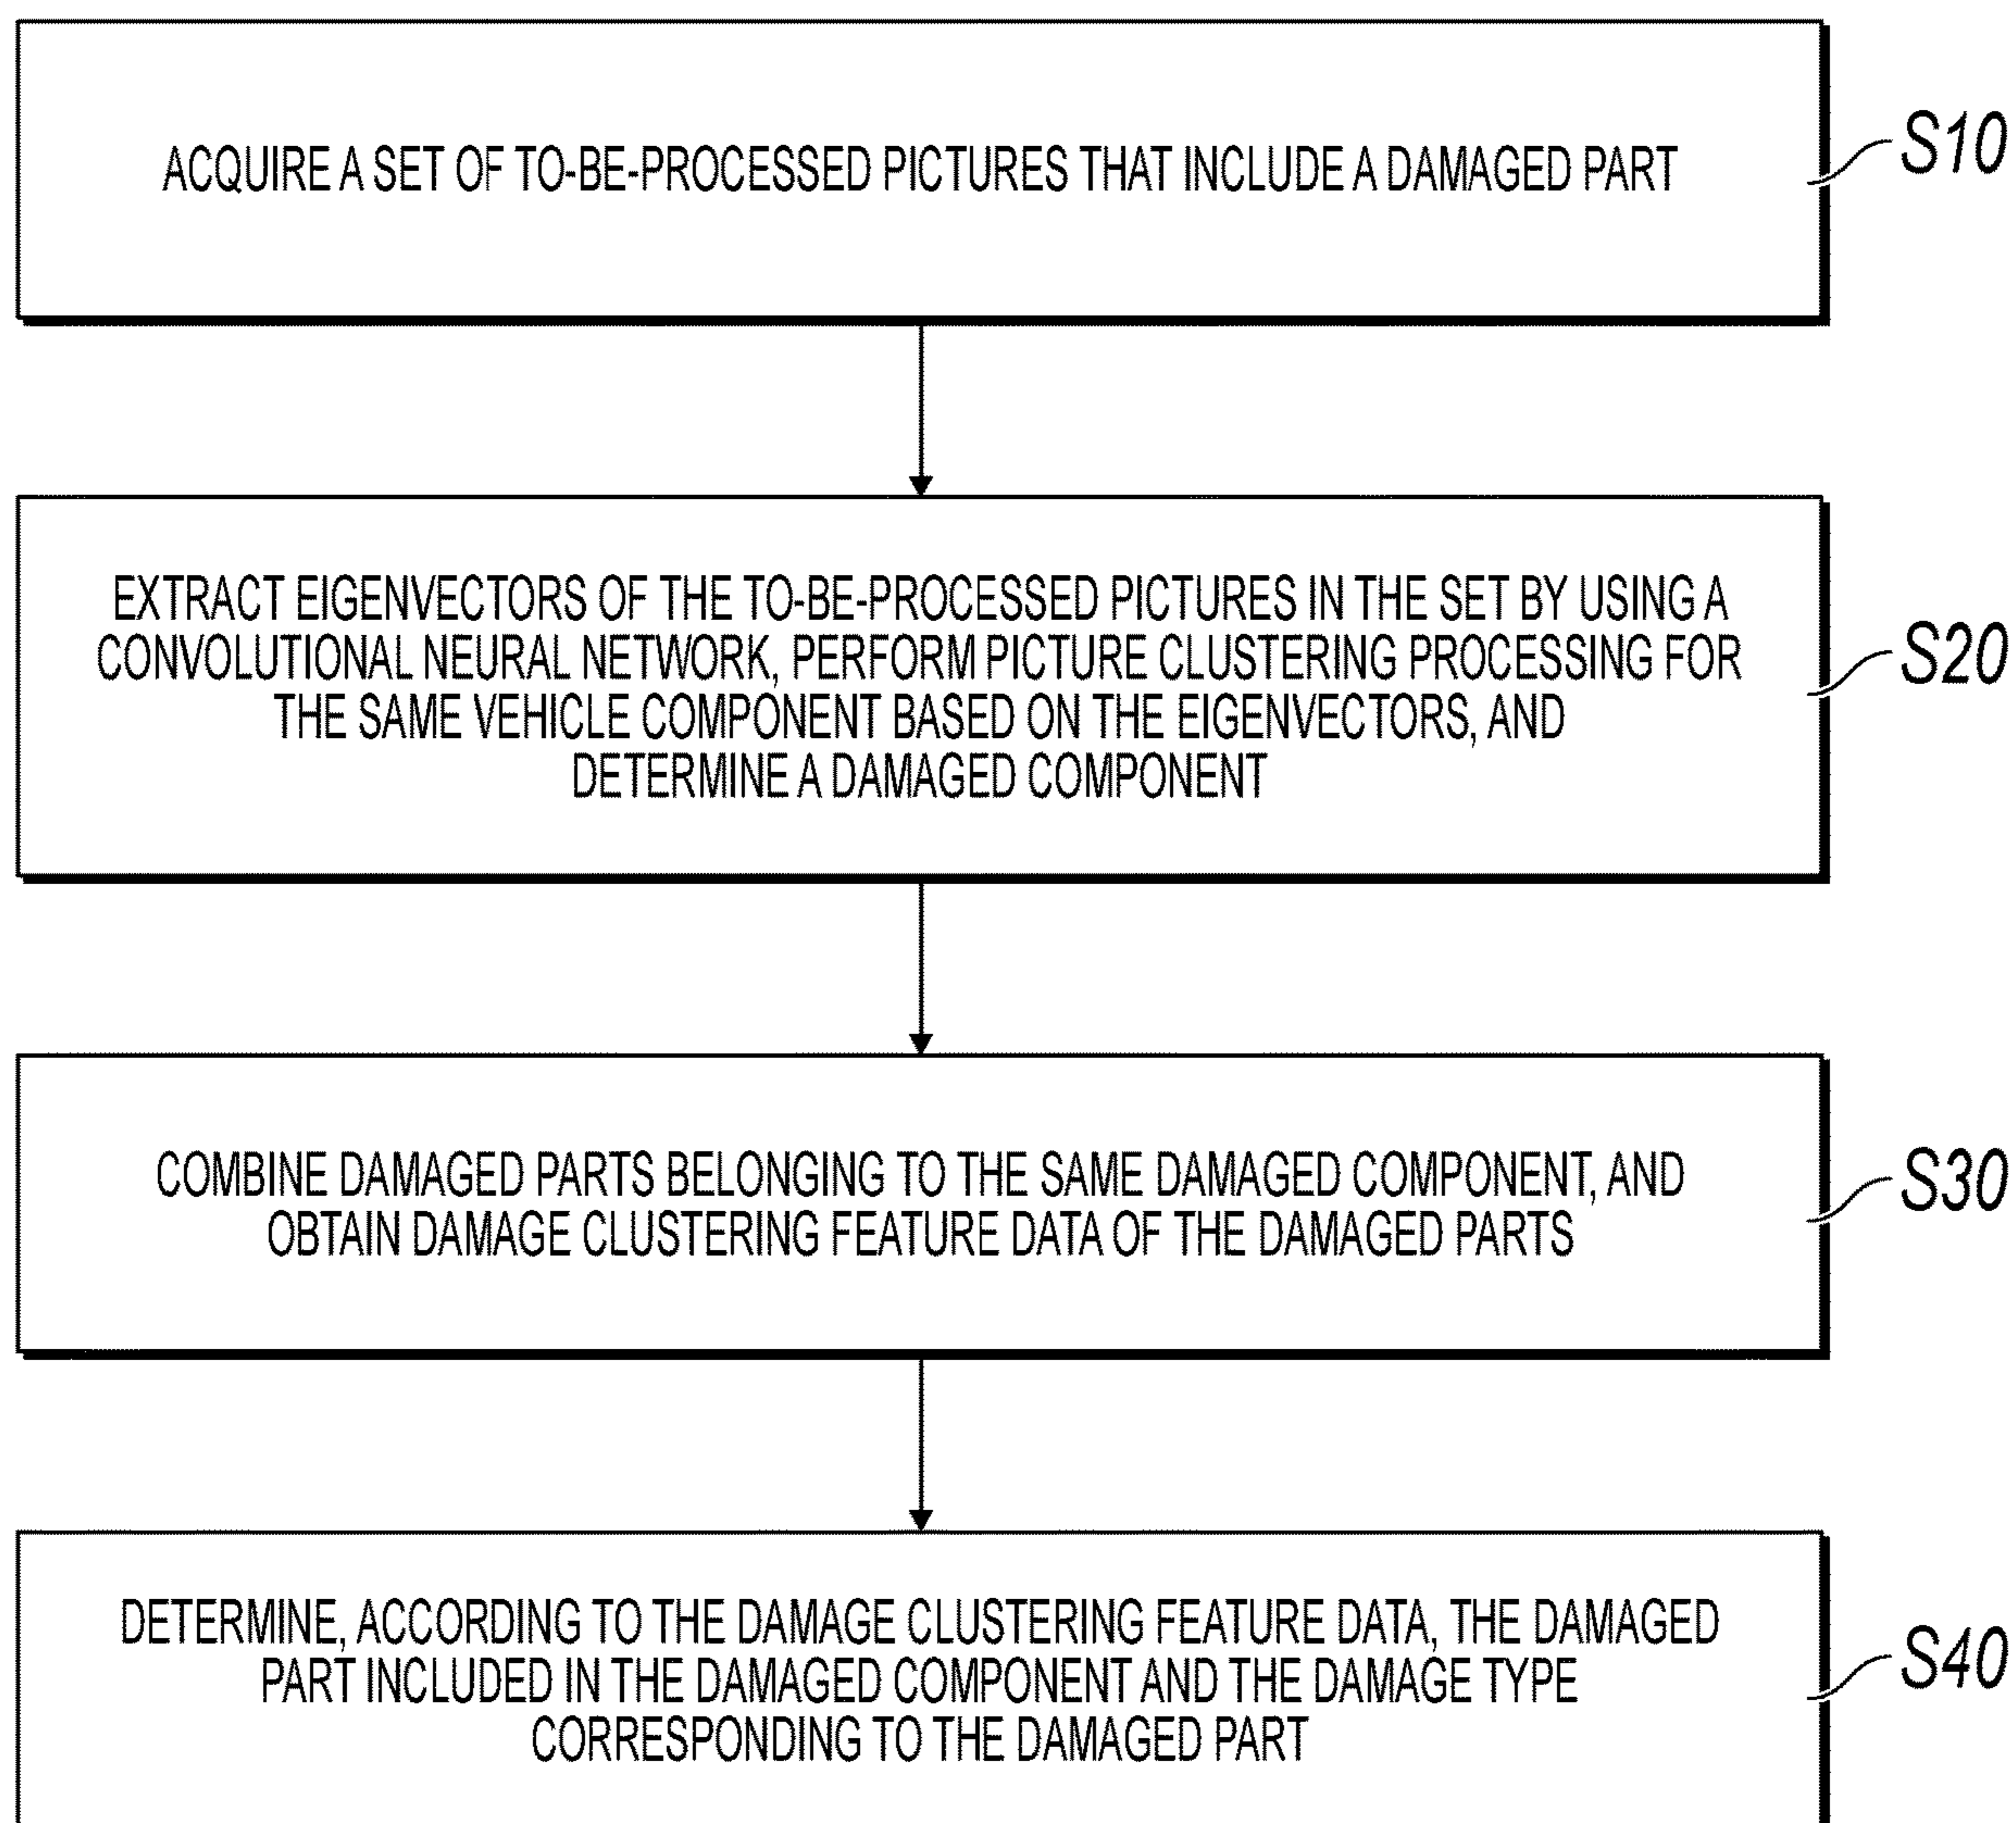 ACQUIRE A SET OF TO-BE-PROCESSED PICTURES THAT INCLUDE A DAMAGED PART
S10
EXTRACT EIGENVECTORS OF THE TO-BE-PROCESSED PICTURES IN THE SET BY USING A
CONVOLUTIONAL NEURAL NETWORK, PERFORM PICTURE CLUSTERING PROCESSING FOR
THE SAME VEHICLE COMPONENT BASED ON THE EIGENVECTORS, AND
DETERMINE A DAMAGED COMPONENT
S20
COMBINE DAMAGED PARTS BELONGING TO THE SAME DAMAGED COMPONENT, AND
OBTAIN DAMAGE CLUSTERING FEATURE DATA OF THE DAMAGED PARTS
S30
DETERMINE, ACCORDING TO THE DAMAGE CLUSTERING FEATURE DATA, THE DAMAGED
PART INCLUDED IN THE DAMAGED COMPONENT AND THE DAMAGE TYPE
CORRESPONDING TO THE DAMAGED PART
S40